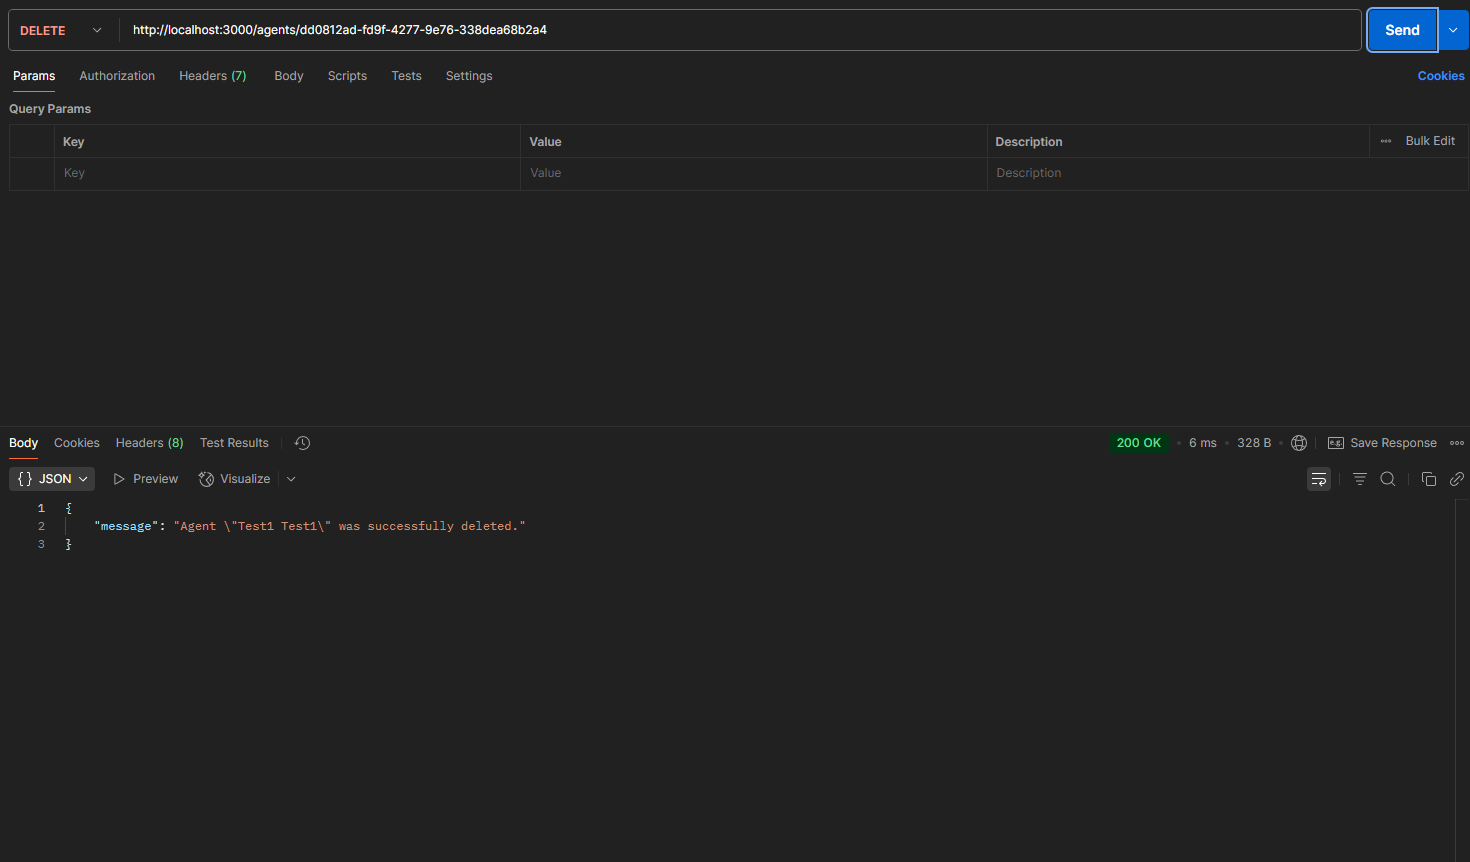 DELETE http://localhost:3000/agents/dd0812ad-fd9f-4277-9e76-338dea68b2a4 Send
Params Authorization Headers (7) Body Scripts Tests Settings Cookies
Query Params
Key Value Description Bulk Edit
Key Value Description
Body Cookies Headers (8) Test Results 200 OK • 6 ms • 328 B • e.g. Save Response
{} JSON Preview Visualize
1 {
2 "message": "Agent \"Test1 Test1\" was successfully deleted."
3 }